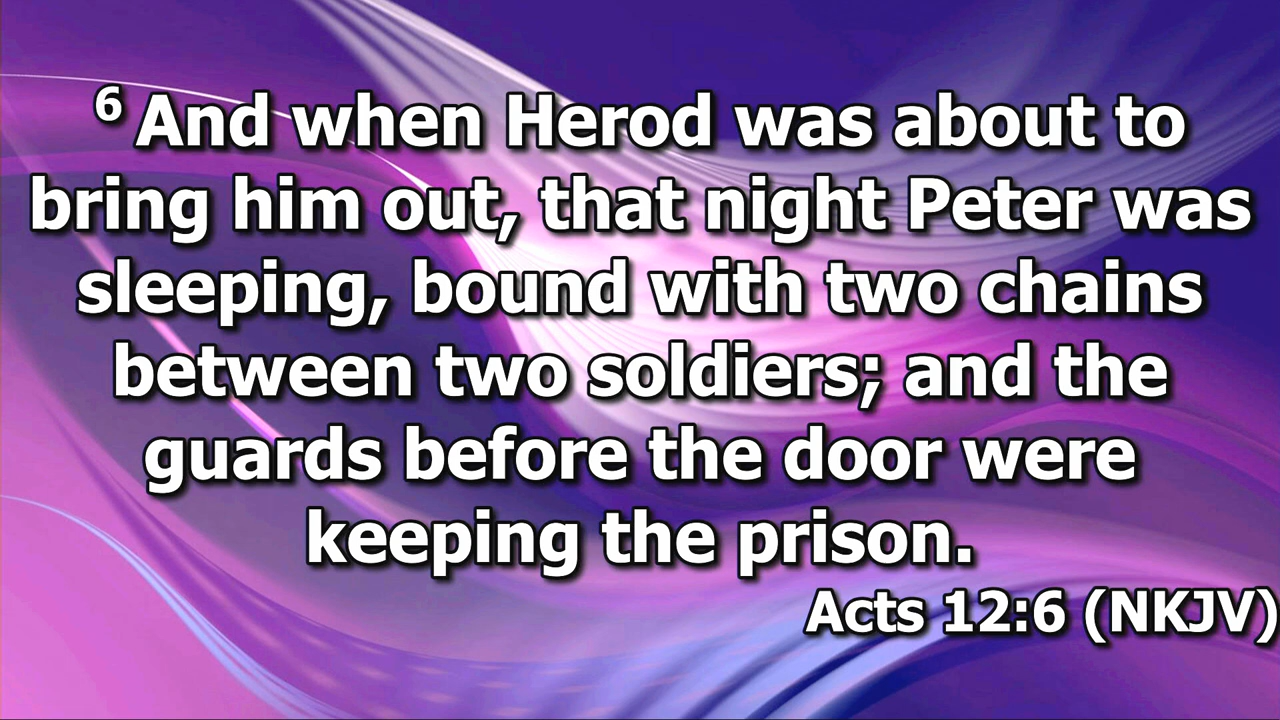 6 And when Herod was about to
bring him out, that night Peter was
sleeping, bound with two chains
between two soldiers; and the
guards before the door were
keeping the prison.
Acts 12:6 (NKJV)